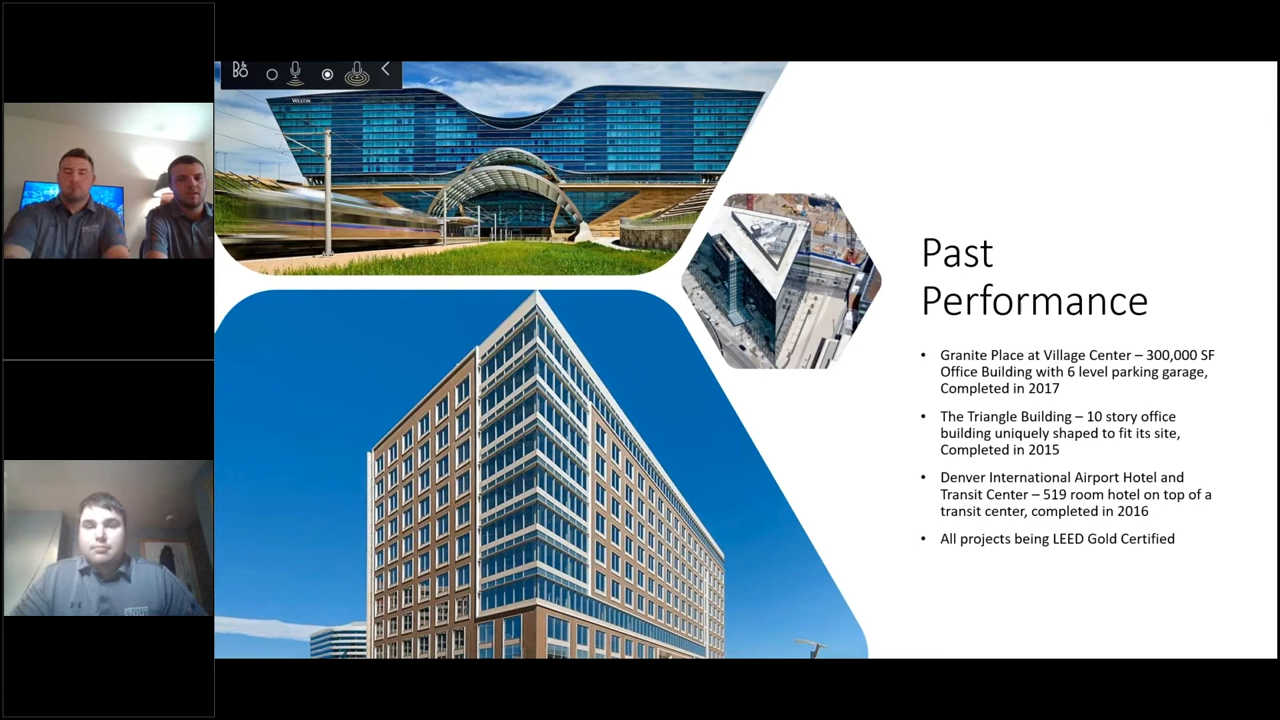 WESTIN
Past
Performance
• Granite Place at Village Center – 300,000 SF
Office Building with 6 level parking garage,
Completed in 2017
• The Triangle Building – 10 story office
building uniquely shaped to fit its site,
Completed in 2015
• Denver International Airport Hotel and
Transit Center – 519 room hotel on top of a
transit center, completed in 2016
• All projects being LEED Gold Certified
STOUT